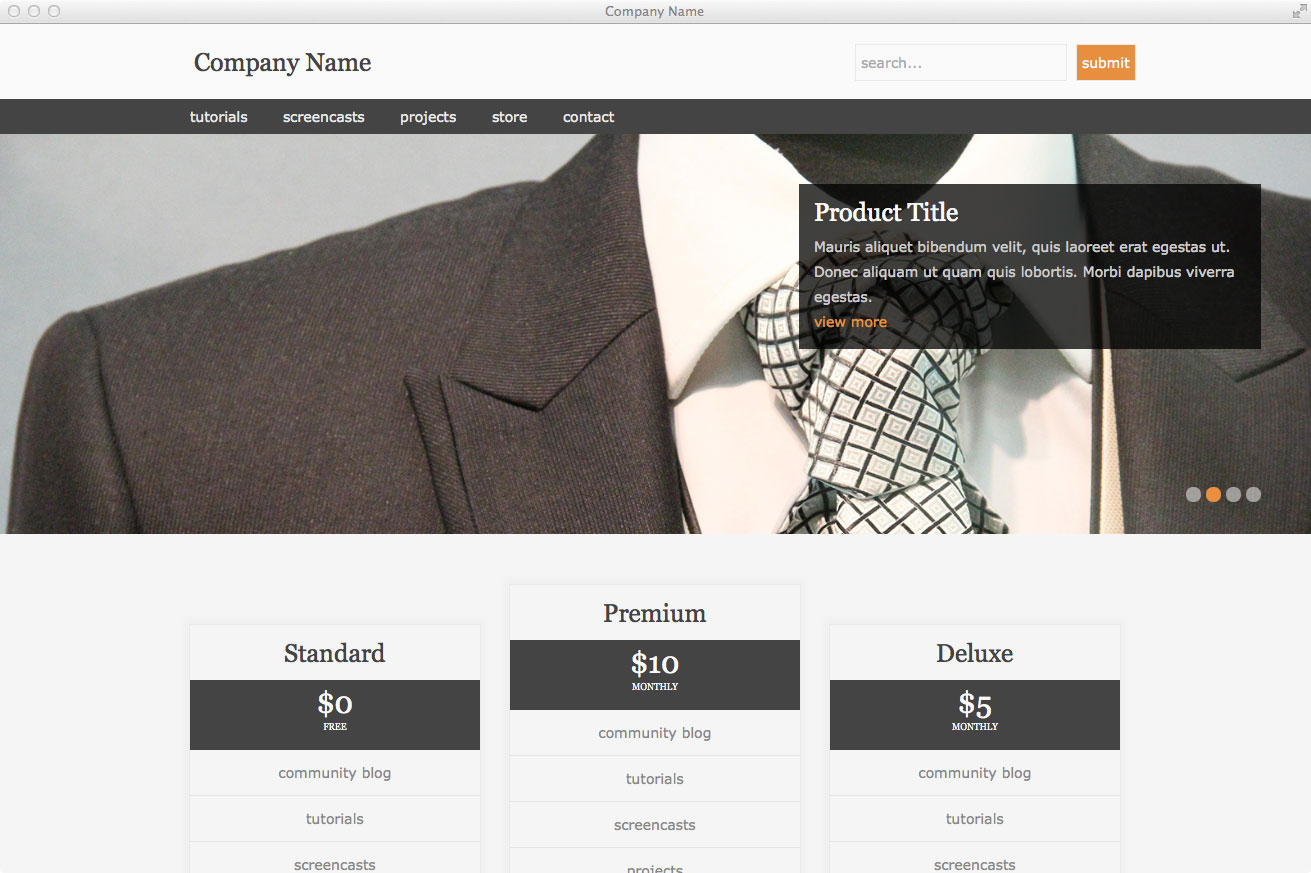 Company Name
Company Name
search...
submit
tutorials screencasts projects store contact
Product Title
Mauris aliquet bibendum velit, quis laoreet erat egestas ut.
Donec aliquam ut quam quis lobortis. Morbi dapibus viverra
egestas.
view more
Standard
$0
FREE
community blog
tutorials
screencasts
Premium
$10
MONTHLY
community blog
tutorials
screencasts
projects
Deluxe
$5
MONTHLY
community blog
tutorials
screencasts